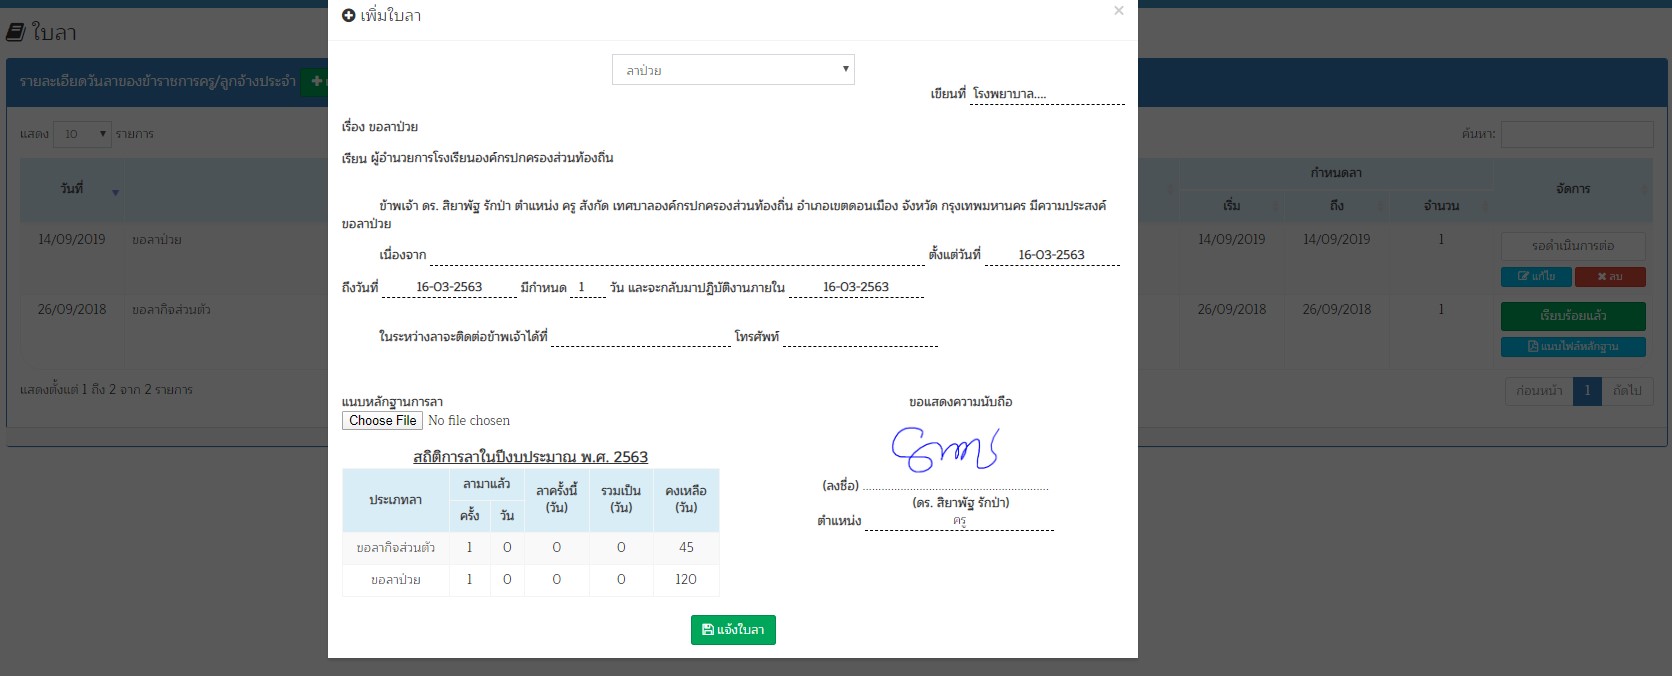 ใบลา
รายละเอียดวันลาของข้าราชการครู/ลูกจ้างประจำ
แสดง 10 รายการ
ค้นหา:
วันที่
กำหนดลา
จัดการ
เริ่ม ถึง จำนวน
14/09/2019 ขอลาป่วย 14/09/2019 14/09/2019 1 รอดำเนินการต่อ
แก้ไข ลบ
26/09/2018 ขอลากิจส่วนตัว 26/09/2018 26/09/2018 1 เรียบร้อยแล้ว
แนบไฟล์หลักฐาน
แสดงตั้งแต่ 1 ถึง 2 จาก 2 รายการ
ก่อนหน้า 1 ถัดไป
เพิ่มใบลา ×
ลาป่วย
เขียนที่ โรงพยาบาล....
เรื่อง ขอลาป่วย
เรียน ผู้อำนวยการโรงเรียนองค์กรปกครองส่วนท้องถิ่น
ข้าพเจ้า ดร. สิยาพัฐ รักป่า ตำแหน่ง ครู สังกัด เทศบาลองค์กรปกครองส่วนท้องถิ่น อำเภอเขตดอนเมือง จังหวัด กรุงเทพมหานคร มีความประสงค์
ขอลาป่วย
เนื่องจาก ตั้งแต่วันที่ 16-03-2563
ถึงวันที่ 16-03-2563 มีกำหนด 1 วัน และจะกลับมาปฏิบัติงานภายใน 16-03-2563
ในระหว่างลาจะติดต่อข้าพเจ้าได้ที่ โทรศัพท์
แนบหลักฐานการลา
Choose File No file chosen
สถิติการลาในปีงบประมาณ พ.ศ. 2563
ประเภทลา ลามาแล้ว ลาครั้งนี้ (วัน) รวมเป็น (วัน) คงเหลือ (วัน)
ครั้ง วัน
ขอลากิจส่วนตัว 1 0 0 0 45
ขอลาป่วย 1 0 0 0 120
ขอแสดงความนับถือ
(ลงชื่อ)
(ดร. สิยาพัฐ รักป่า)
ตำแหน่ง ครู
แจ้งใบลา